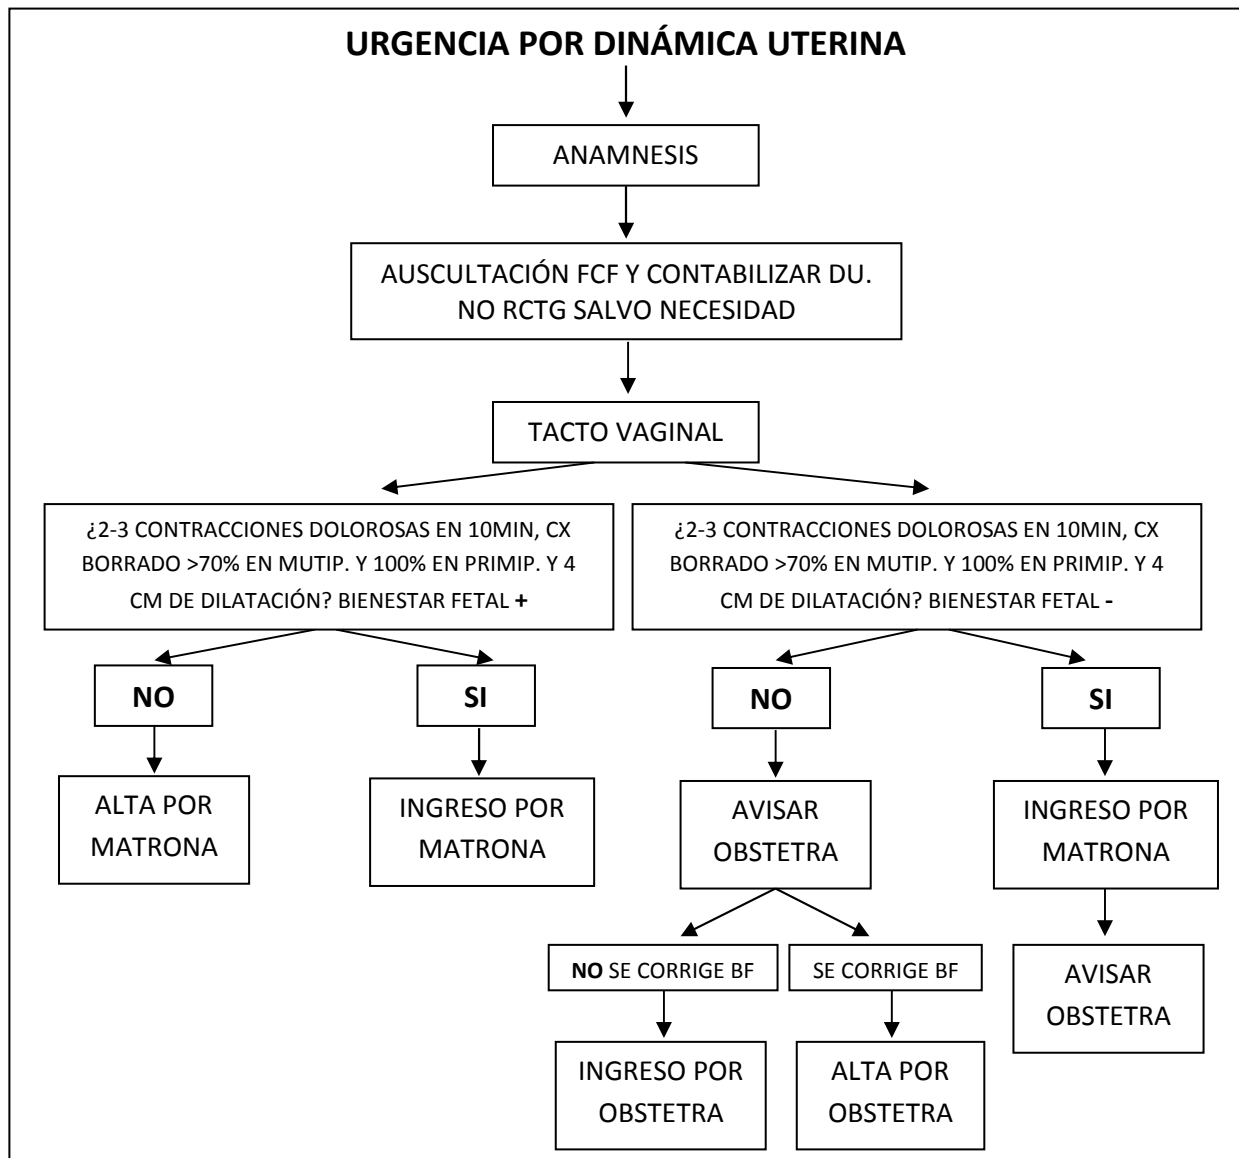 URGENCIA POR DINÁMICA UTERINA
ANAMNESIS
AUSCULTACIÓN FCF Y CONTABILIZAR DU.
NO RCTG SALVO NECESIDAD
TACTO VAGINAL
¿2-3 CONTRACCIONES DOLOROSAS EN 10MIN, CX
BORRADO >70% EN MUTIP. Y 100% EN PRIMIP. Y 4
CM DE DILATACIÓN? BIENESTAR FETAL +
¿2-3 CONTRACCIONES DOLOROSAS EN 10MIN, CX
BORRADO >70% EN MUTIP. Y 100% EN PRIMIP. Y 4
CM DE DILATACIÓN? BIENESTAR FETAL -
NO
SI
NO
SI
ALTA POR
MATRONA
INGRESO POR
MATRONA
AVISAR
OBSTETRA
INGRESO POR
MATRONA
NO SE CORRIGE BF
SE CORRIGE BF
AVISAR
OBSTETRA
INGRESO POR
OBSTETRA
ALTA POR
OBSTETRA